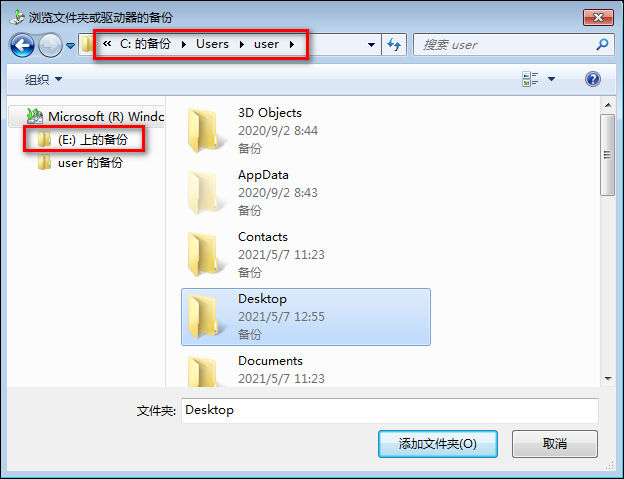 浏览文件夹或驱动器的备份
« C: 的备份 Users user
搜索 user
组织
Microsoft (R) Windo
(E:) 上的备份
user 的备份
3D Objects
2020/9/2 8:44
备份
AppData
2020/9/2 8:43
备份
Contacts
2021/5/7 11:23
备份
Desktop
2021/5/7 12:55
备份
Documents
2021/5/7 11:23
文件夹: Desktop
添加文件夹(O) 取消